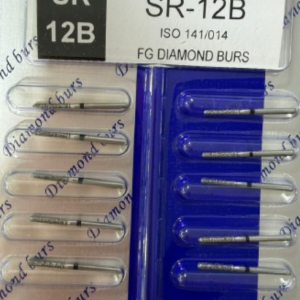 SR
12B
SR-12B
ISO 141/014
FG DIAMOND BURS
Diamond burs
Diamond burs
Diamond burs
Diamond burs